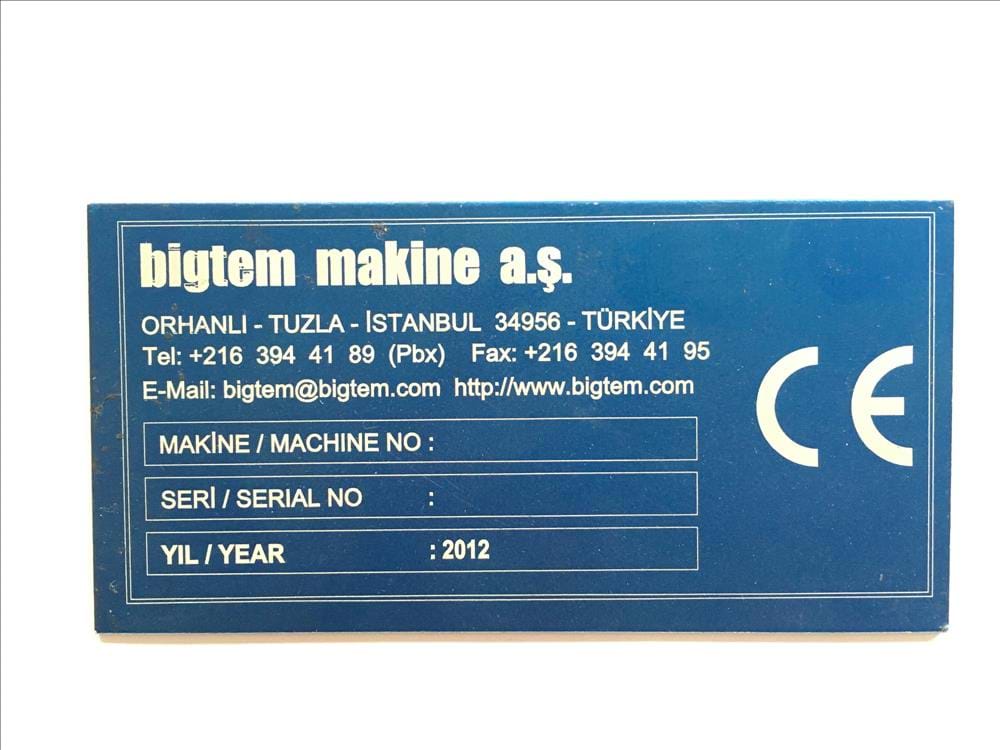 bigtem makine a.ş.
ORHANLI - TUZLA - İSTANBUL 34956 - TÜRKİYE
Tel: +216 394 41 89 (Pbx) Fax: +216 394 41 95
E-Mail: bigtem@bigtem.com http://www.bigtem.com
CE
MAKİNE / MACHINE NO :
SERİ / SERIAL NO :
YIL / YEAR : 2012